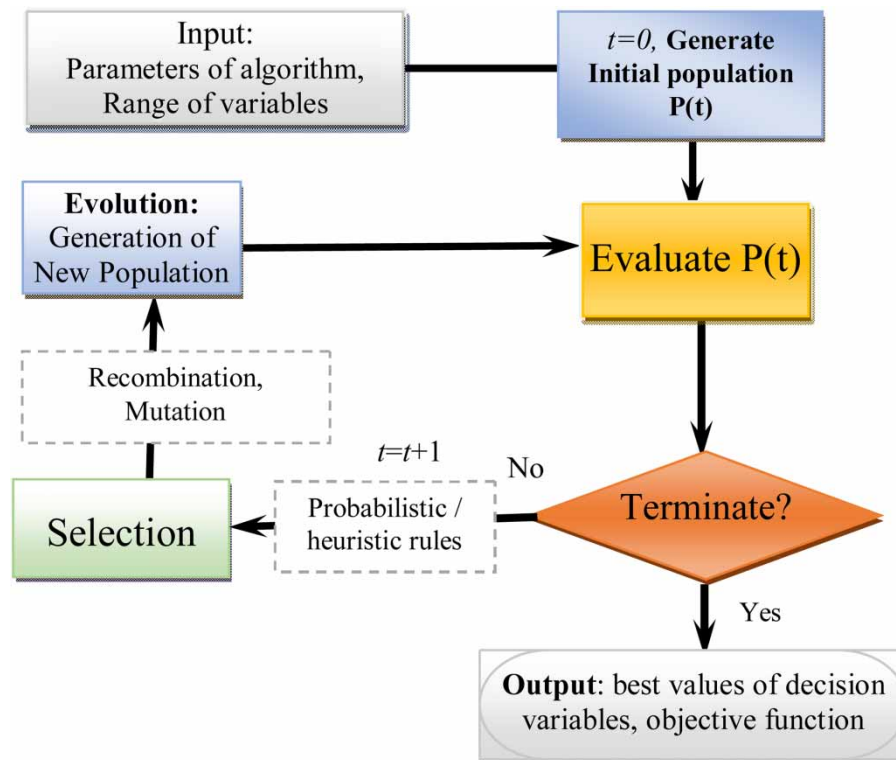 Input:
Parameters of algorithm,
Range of variables
t=0, Generate
Initial population
P(t)
Evolution:
Generation of
New Population
Evaluate P(t)
Recombination,
Mutation
t=t+1
No
Probabilistic /
heuristic rules
Selection
Terminate?
Yes
Output: best values of decision
variables, objective function